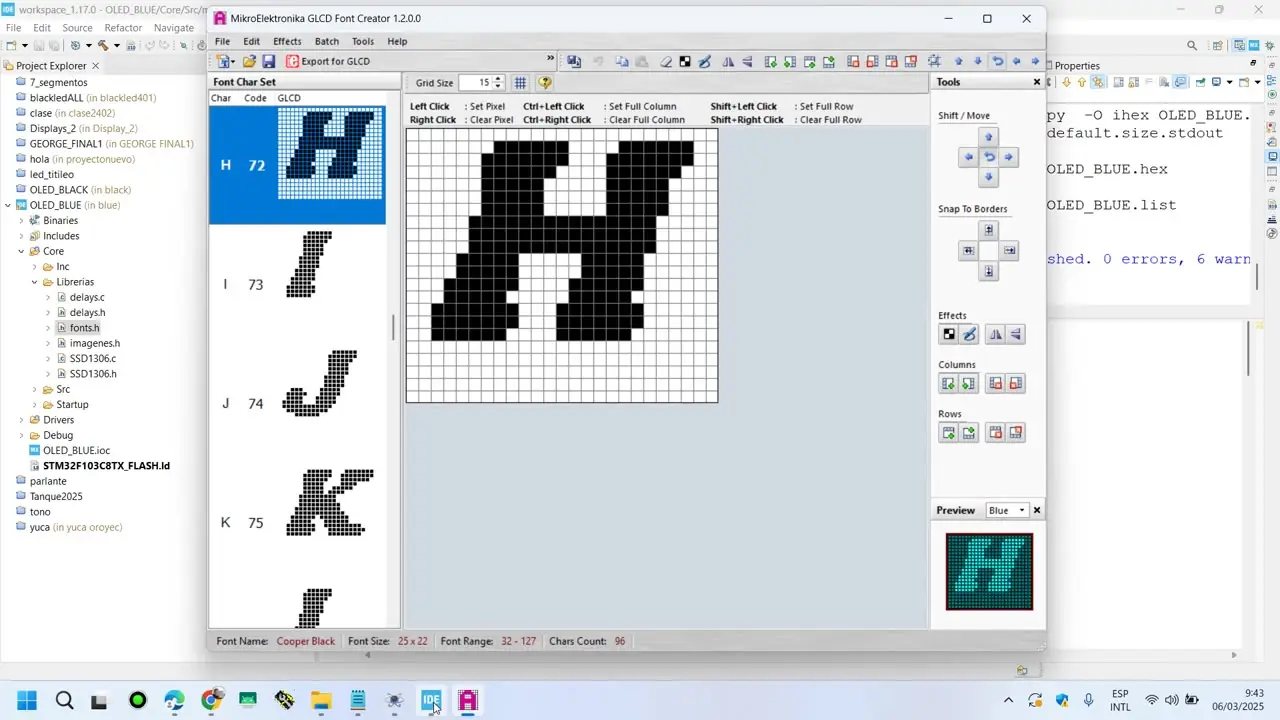 workspace_1.17.0 - OLED_BLUE/Core/Src/m
File Edit Source Refactor Navigate
Project Explorer
7_segmentos
blackledALL (in blackled401)
clase (in clase2402)
Displays_2 (in Display_2)
GEORGE_FINAL1 (in GEORGE FINAL1)
hola (in proyectonuevo)
led_titileo
OLED_BLACK (in black)
OLED_BLUE (in blue)
Binaries
Includes
Core
Inc
Librerias
delays.c
delays.h
fonts.h
imagenes.h
SSD1306.c
SSD1306.h
Src
Startup
Drivers
Debug
OLED_BLUE.ioc
STM32F103C8TX_FLASH.ld
parlante
Tanque2025
tono
yuca (in yuca oroyec)
MikroElektronika GLCD Font Creator 1.2.0.0
File Edit Effects Batch Tools Help
Export for GLCD
Font Char Set
Char Code GLCD
H 72
I 73
J 74
K 75
Grid Size 15
Left Click : Set Pixel Ctrl+Left Click : Set Full Column Shift+Left Click : Set Full Row
Right Click : Clear Pixel Ctrl+Right Click : Clear Full Column Shift+Right Click : Clear Full Row
Tools
Shift / Move
Snap To Borders
Effects
Columns
Rows
Preview Blue
Font Name: Cooper Black Font Size: 25 x 22 Font Range: 32 - 127 Chars Count: 96
Properties
py -O ihex OLED_BLUE.
default.size.stdout
OLED_BLUE.hex
OLED_BLUE.list
shed. 0 errors, 6 warn
IDE
ESP
INTL
9:43
06/03/2025